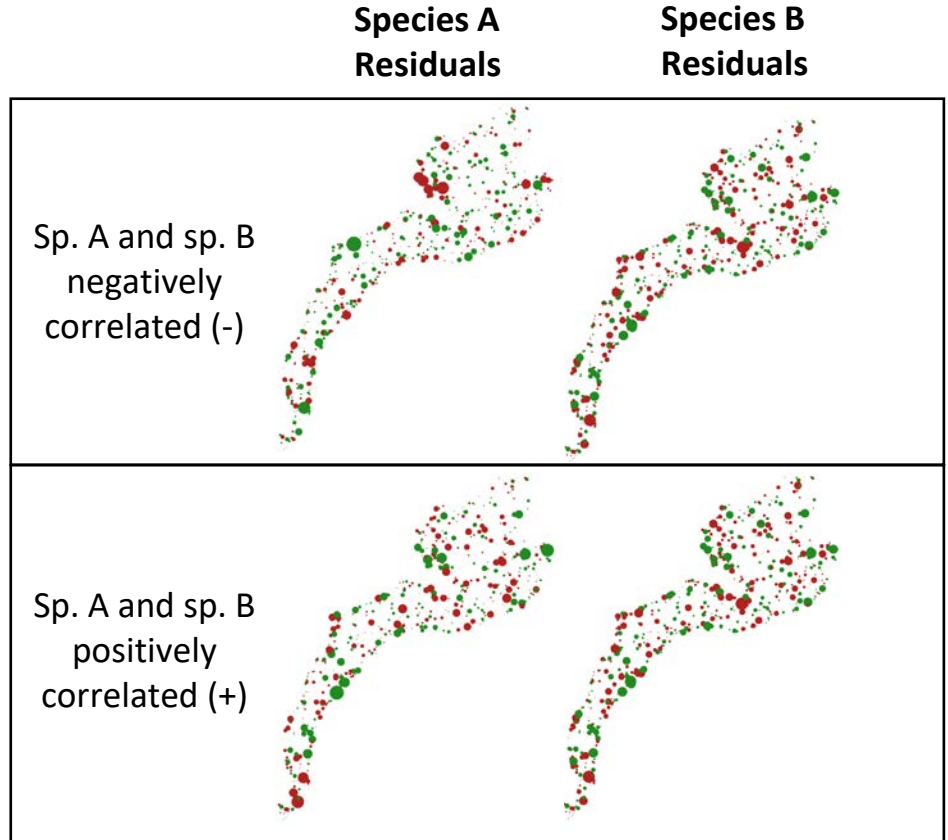 Species A
Residuals
Species B
Residuals
Sp. A and sp. B
negatively
correlated (-)
Sp. A and sp. B
positively
correlated (+)